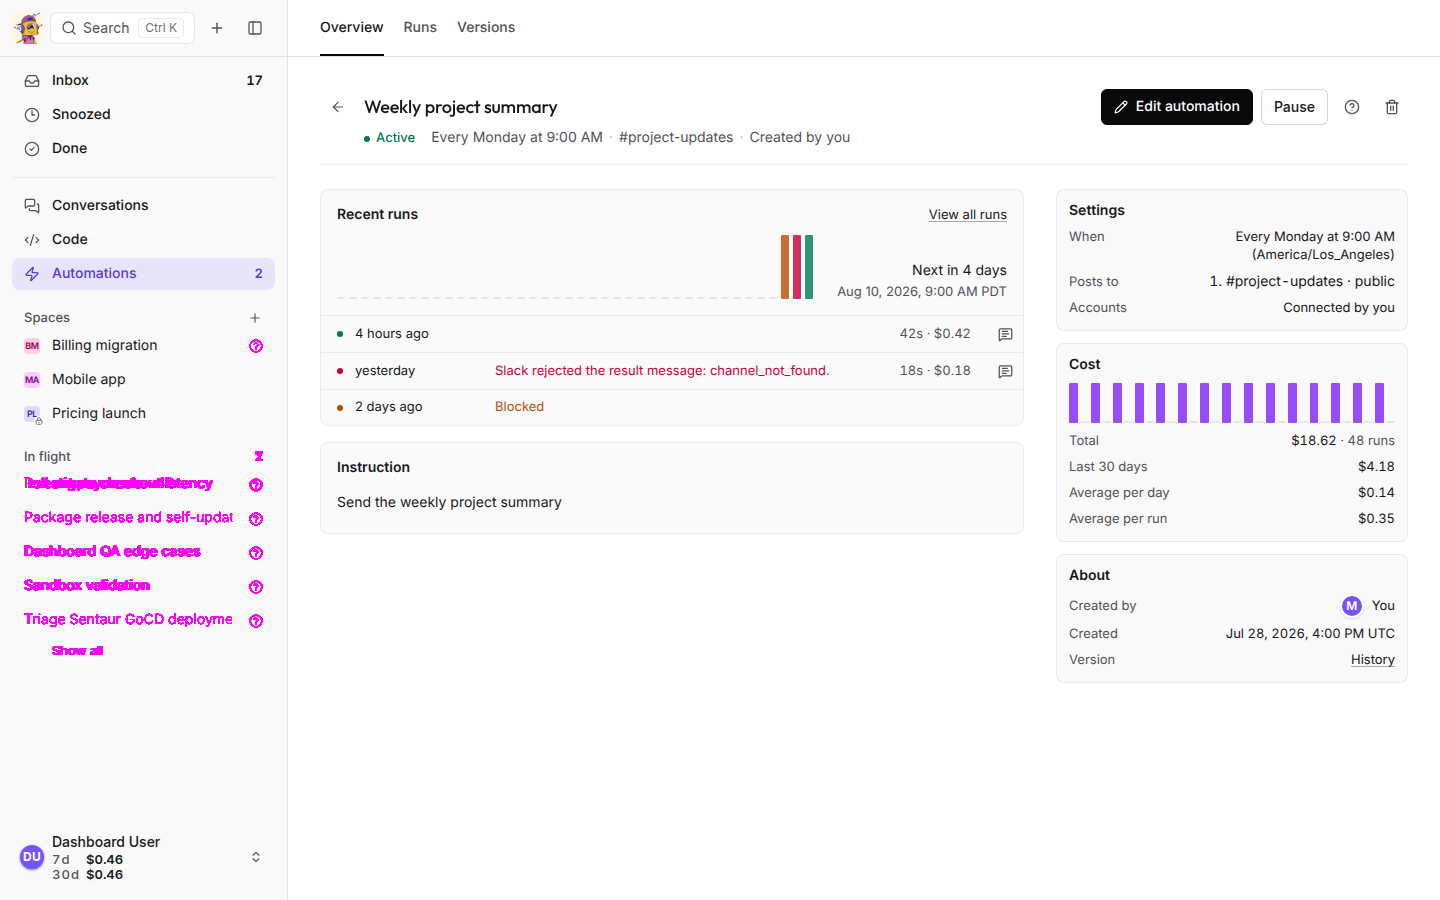 Search Ctrl K
Inbox 17
Snoozed
Done
Conversations
Code
Automations 2
Spaces
BM Billing migration
MA Mobile app
PL Pricing launch
In flight
Package release and self-updat
Dashboard QA edge cases
Sandbox validation
Triage Sentaur GoCD deployme
Show all
DU Dashboard User
7d $0.46
30d $0.46
Overview Runs Versions
Weekly project summary
Active Every Monday at 9:00 AM · #project-updates · Created by you
Edit automation Pause
Recent runs View all runs
Next in 4 days
Aug 10, 2026, 9:00 AM PDT
4 hours ago 42s · $0.42
yesterday Slack rejected the result message: channel_not_found. 18s · $0.18
2 days ago Blocked
Instruction
Send the weekly project summary
Settings
When Every Monday at 9:00 AM
(America/Los_Angeles)
Posts to 1. #project-updates · public
Accounts Connected by you
Cost
Total $18.62 · 48 runs
Last 30 days $4.18
Average per day $0.14
Average per run $0.35
About
Created by M You
Created Jul 28, 2026, 4:00 PM UTC
Version History